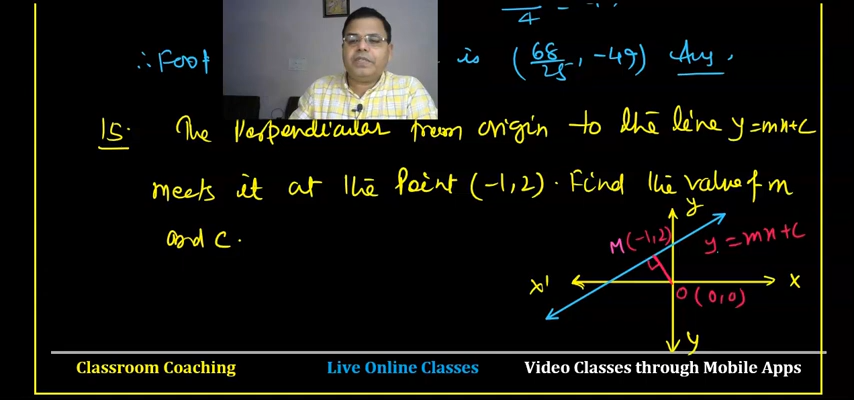 4
∴ Foot is (68/25, -49) Ans.
15. The Perpendicular from origin to the line y=mx+c
meets it at the Point (-1,2). Find the value of m
and c.
y
M(-1,2) y=mx+c
X' X
O(0,0)
y
Classroom Coaching Live Online Classes Video Classes through Mobile Apps